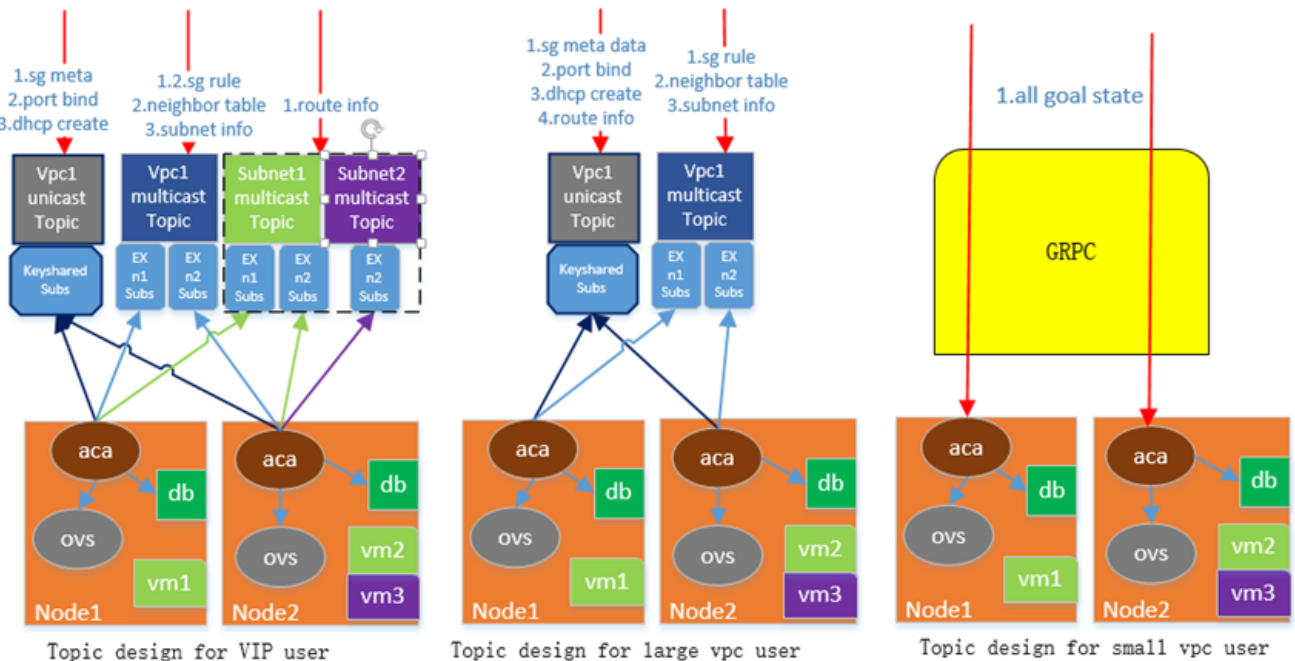 1.sg meta
2.port bind
3.dhcp create
1.2.sg rule
2.neighbor table
3.subnet info
1.route info
Vpc1
unicast
Topic
Vpc1
multicast
Topic
Subnet1
multicast
Topic
Subnet2
multicast
Topic
Keyshared
Subs
EX
n1
Subs
EX
n2
Subs
EX
n1
Subs
EX
n2
Subs
EX
n2
Subs
aca
db
ovs
vm1
Node1
aca
db
ovs
vm2
vm3
Node2
Topic design for VIP user
1.sg meta data
2.port bind
3.dhcp create
4.route info
1.sg rule
2.neighbor table
3.subnet info
Vpc1
unicast
Topic
Vpc1
multicast
Topic
Keyshared
Subs
EX
n1
Subs
EX
n2
Subs
aca
db
ovs
vm1
Node1
aca
db
ovs
vm2
vm3
Node2
Topic design for large vpc user
1.all goal state
GRPC
aca
db
ovs
vm1
Node1
aca
db
ovs
vm2
vm3
Node2
Topic design for small vpc user